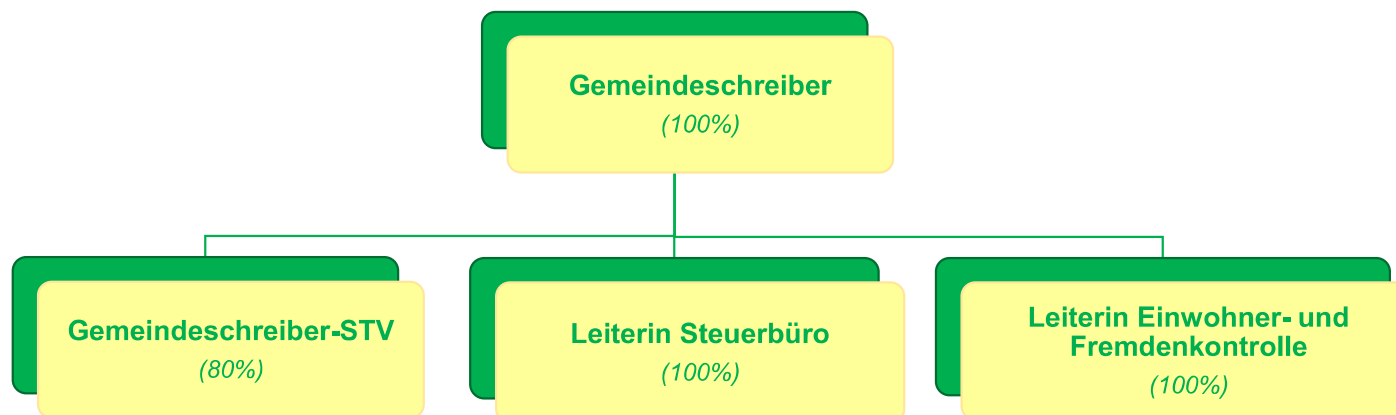 Gemeindeschreiber
(100%)
Gemeindeschreiber-STV
(80%)
Leiterin Steuerbüro
(100%)
Leiterin Einwohner- und
Fremdenkontrolle
(100%)